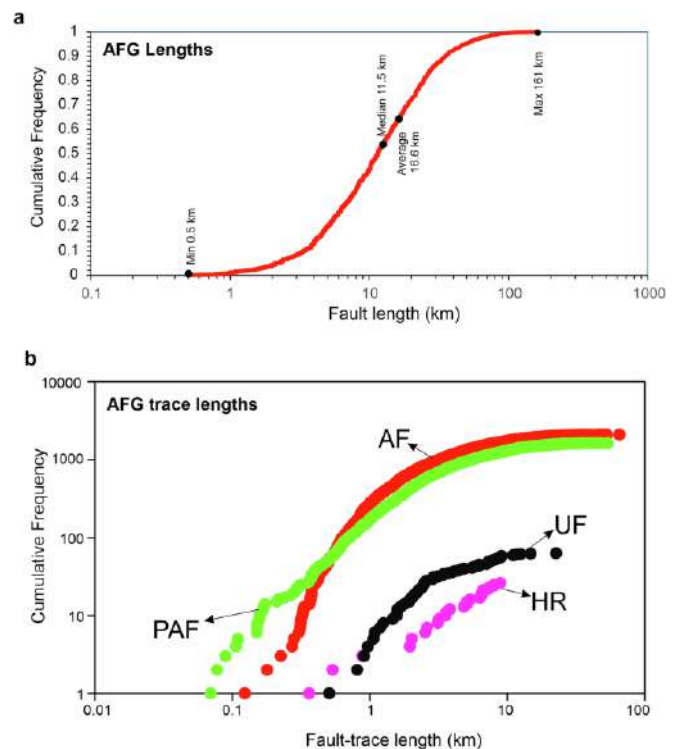 a
AFG Lengths
Cumulative Frequency
1
0.9
0.8
0.7
0.6
0.5
0.4
0.3
0.2
0.1
0
Min 0.5 km
Median 11.5 km
Average
16.6 km
Max 161 km
0.1
1
10
100
1000
Fault length (km)
b
AFG trace lengths
Cumulative Frequency
10000
1000
100
10
1
AF
UF
PAF
HR
0.01
0.1
1
10
100
Fault-trace length (km)